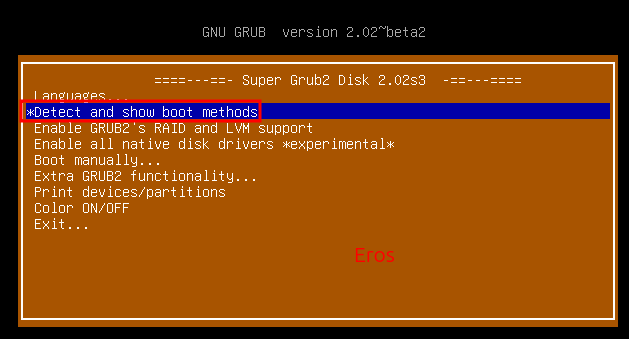 GNU GRUB  version 2.02~beta2
====---==- Super Grub2 Disk 2.02s3  -==---====
Languages...
*Detect and show boot methods
Enable GRUB2's RAID and LVM support
Enable all native disk drivers *experimental*
Boot manually...
Extra GRUB2 functionality...
Print devices/partitions
Color ON/OFF
Exit...
Eros